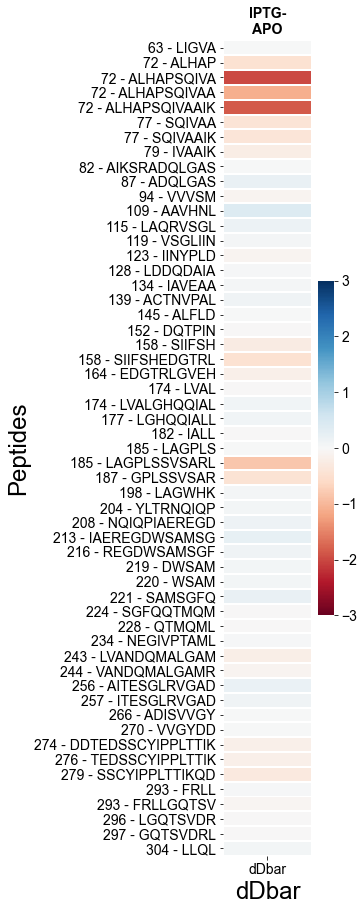 IPTG-
APO
63 - LIGVA
72 - ALHAP
72 - ALHAPSQIVA
72 - ALHAPSQIVAA
72 - ALHAPSQIVAAIK
77 - SQIVAA
77 - SQIVAAIK
79 - IVAAIK
82 - AIKSRADQLGAS
87 - ADQLGAS
94 - VVVSM
109 - AAVHNL
115 - LAQRVSGL
119 - VSGLIIN
123 - IINYPLD
128 - LDDQDAIA
134 - IAVEAA
139 - ACTNVPAL
145 - ALFLD
152 - DQTPIN
158 - SIIFSH
158 - SIIFSHEDGTRL
164 - EDGTRLGVEH
174 - LVAL
174 - LVALGHQQIAL
177 - LGHQQIALL
182 - IALL
185 - LAGPLS
185 - LAGPLSSVSARL
187 - GPLSSVSAR
198 - LAGWHK
204 - YLTRNQIQP
208 - NQIQPIAEREGD
213 - IAEREGDWSAMSG
216 - REGDWSAMSGF
219 - DWSAM
220 - WSAM
221 - SAMSGFQ
224 - SGFQQTMQM
228 - QTMQML
234 - NEGIVPTAML
243 - LVANDQMALGAM
244 - VANDQMALGAMR
256 - AITESGLRVGAD
257 - ITESGLRVGAD
266 - ADISVVGY
270 - VVGYDD
274 - DDTEDSSCYIPPLTTIK
276 - TEDSSCYIPPLTTIK
279 - SSCYIPPLTTIKQD
293 - FRLL
293 - FRLLGQTSV
296 - LGQTSVDR
297 - GQTSVDRL
304 - LLQL
Peptides
dDbar
dDbar
3
2
1
0
−1
−2
−3